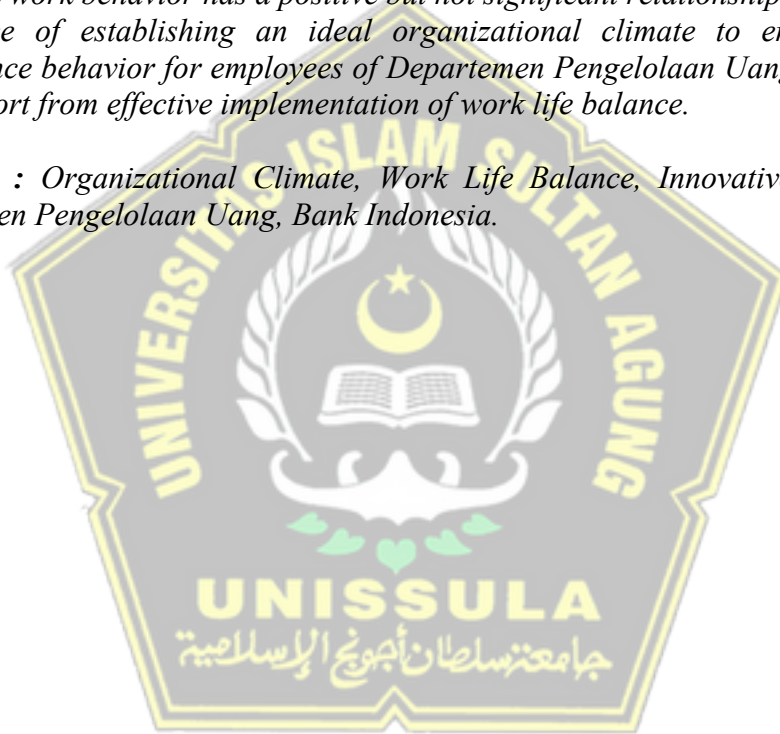 work behavior has a positive but not significant relationship
e of establishing an ideal organizational climate to en
nce behavior for employees of Departemen Pengelolaan Uang
ort from effective implementation of work life balance.
: Organizational Climate, Work Life Balance, Innovativ
en Pengelolaan Uang, Bank Indonesia.
UNIVERSITAS ISLAM SULTAN AGUNG
UNISSULA
جامعة سلطان أجونج الإسلامية